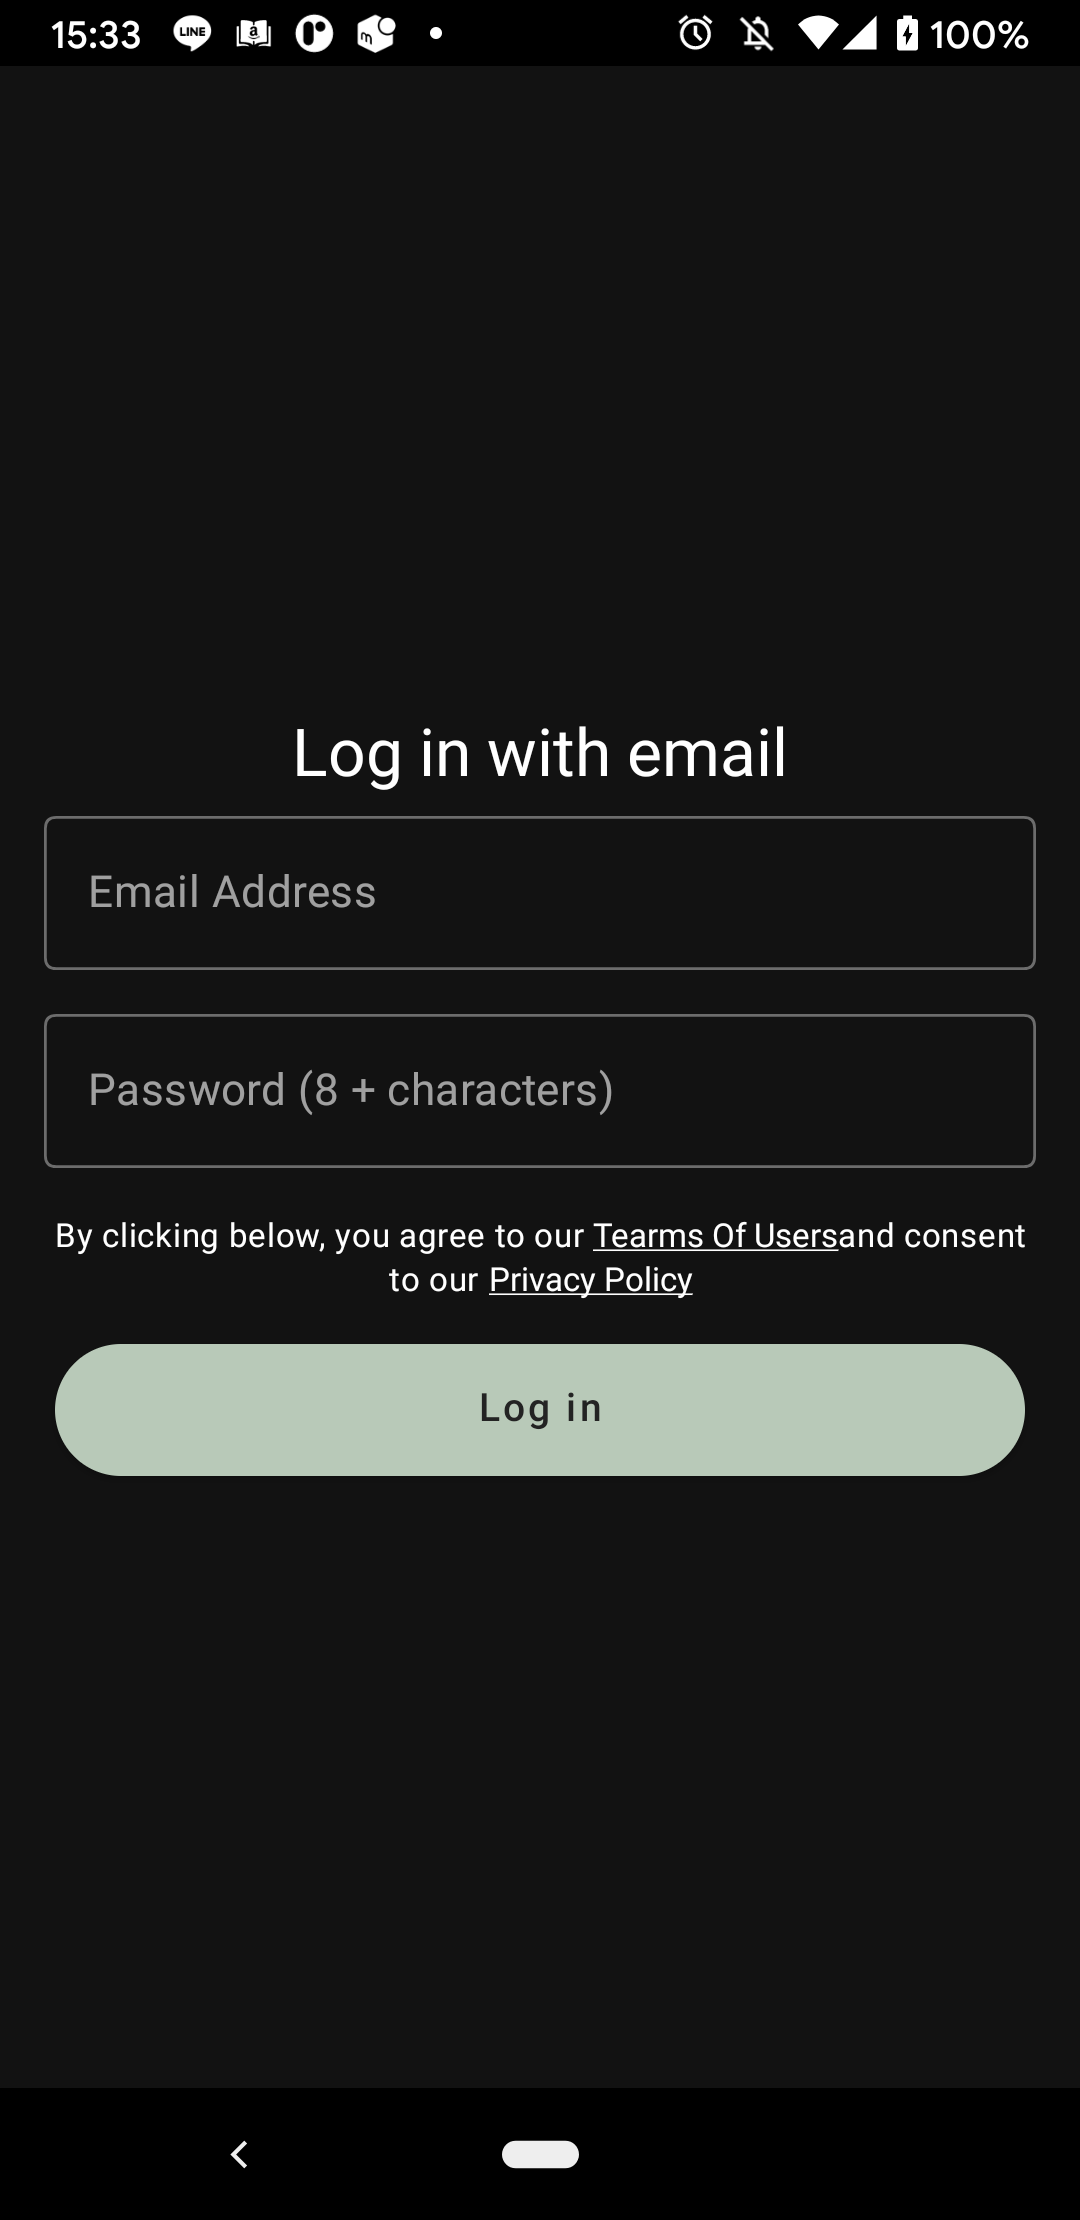 15:33 LINE a m 100%
Log in with email
Email Address
Password (8 + characters)
By clicking below, you agree to our Tearms Of Usersand consent
to our Privacy Policy
Log in